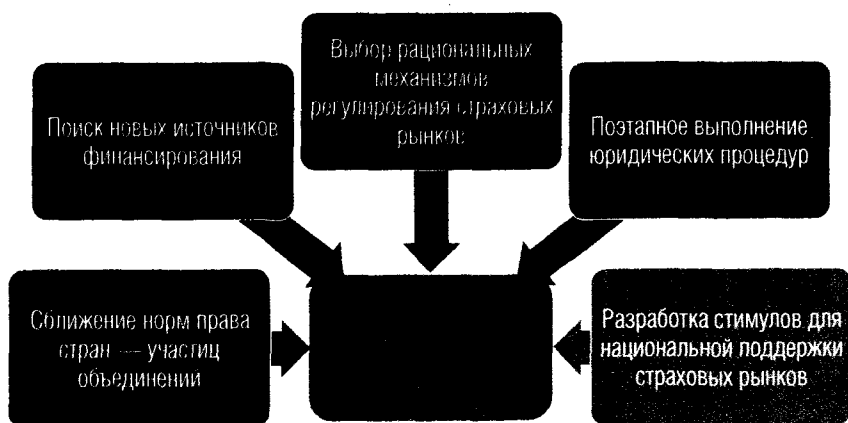 Выбор рациональных
механизмов
регулирования страховых
рынков
Поиск новых источников
финансирования
Поэтапное выполнение
юридических процедур
Сближение норм права
стран — участиц
объединений
Разработка стимулов для
национальной поддержки
страховых рынков